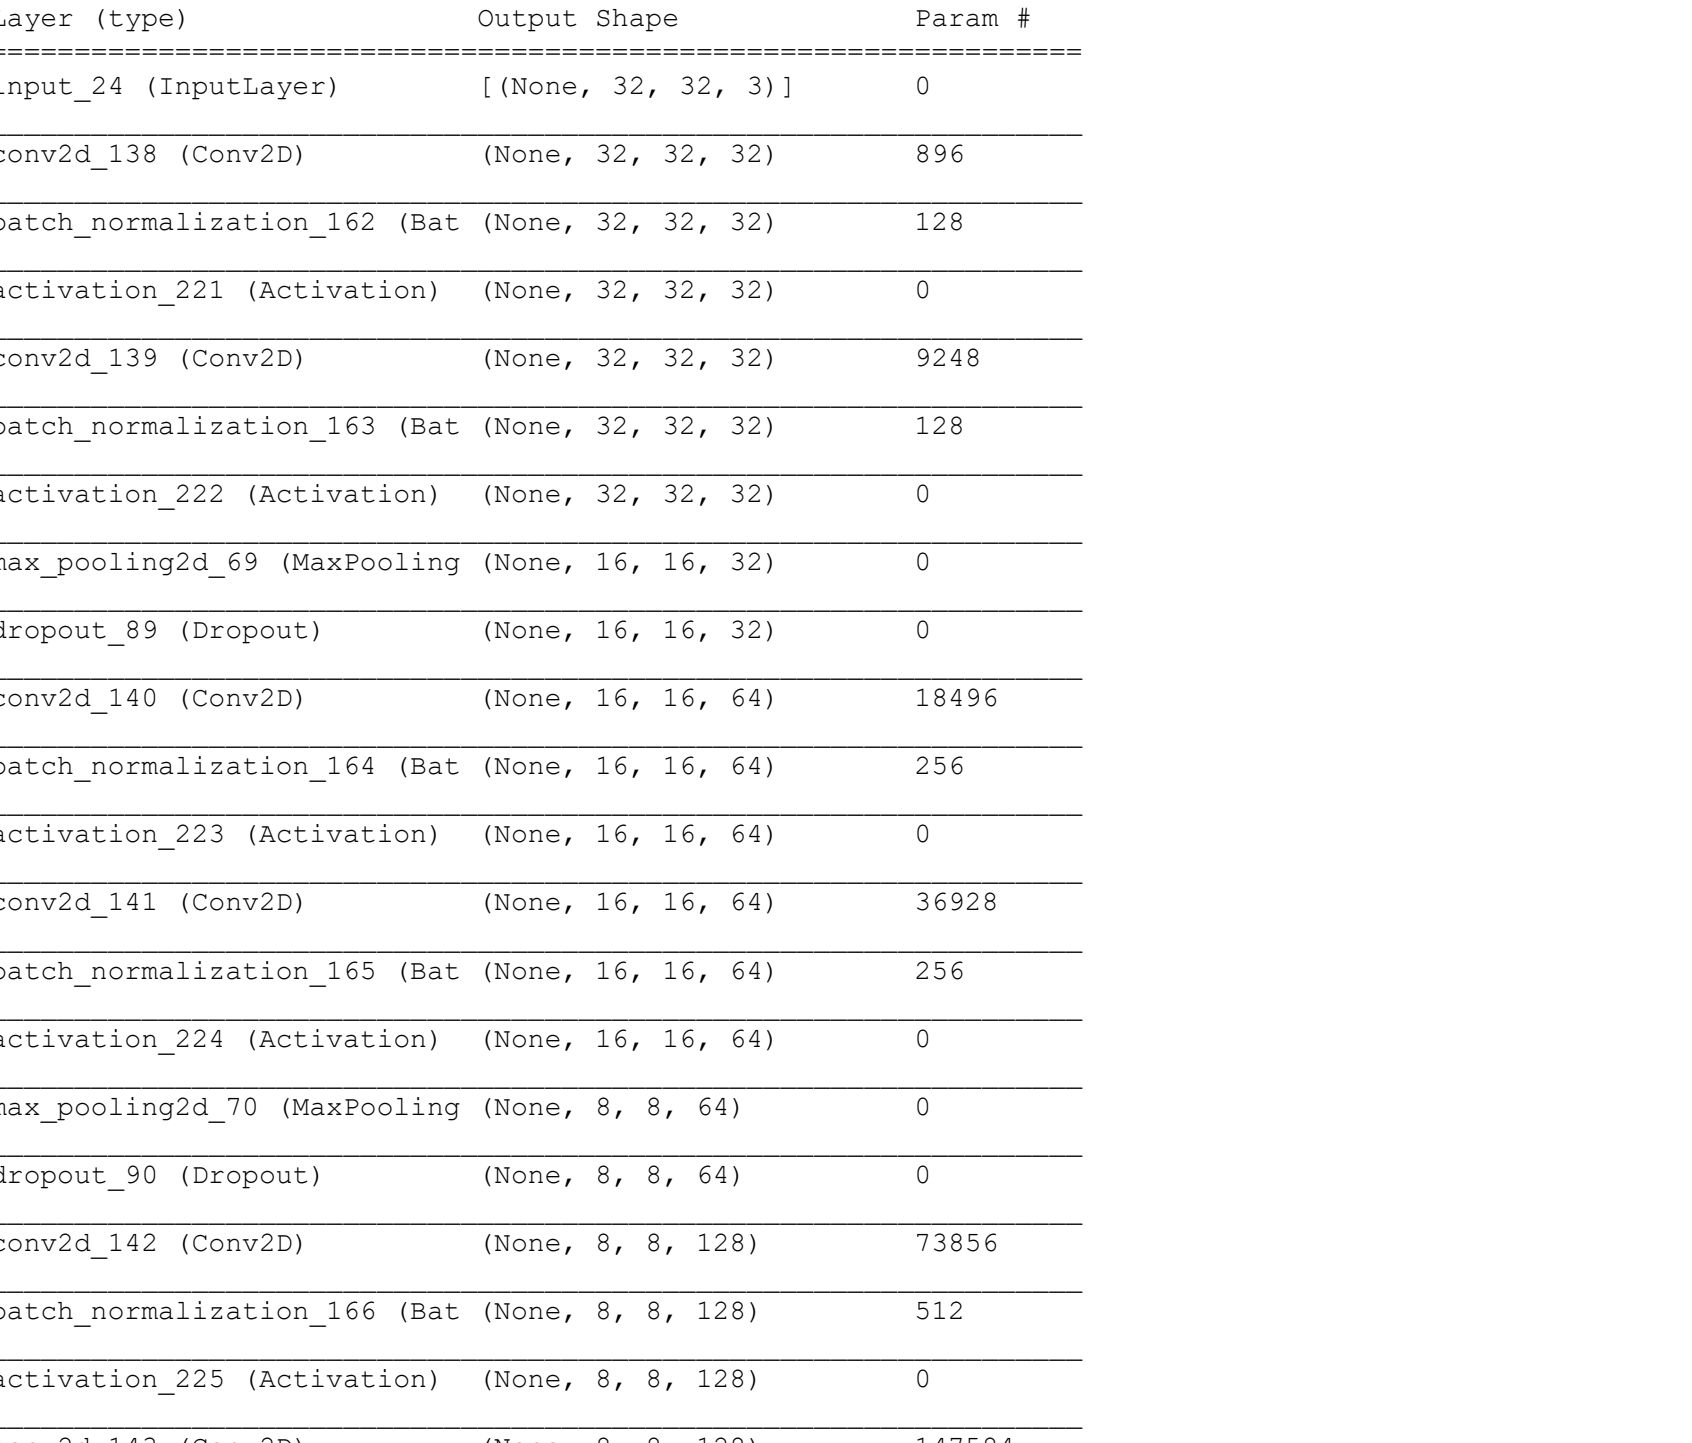 Layer (type) Output Shape Param #
=================================================================
input_24 (InputLayer) [(None, 32, 32, 3)] 0
conv2d_138 (Conv2D) (None, 32, 32, 32) 896
batch_normalization_162 (Bat (None, 32, 32, 32) 128
activation_221 (Activation) (None, 32, 32, 32) 0
conv2d_139 (Conv2D) (None, 32, 32, 32) 9248
batch_normalization_163 (Bat (None, 32, 32, 32) 128
activation_222 (Activation) (None, 32, 32, 32) 0
max_pooling2d_69 (MaxPooling (None, 16, 16, 32) 0
dropout_89 (Dropout) (None, 16, 16, 32) 0
conv2d_140 (Conv2D) (None, 16, 16, 64) 18496
batch_normalization_164 (Bat (None, 16, 16, 64) 256
activation_223 (Activation) (None, 16, 16, 64) 0
conv2d_141 (Conv2D) (None, 16, 16, 64) 36928
batch_normalization_165 (Bat (None, 16, 16, 64) 256
activation_224 (Activation) (None, 16, 16, 64) 0
max_pooling2d_70 (MaxPooling (None, 8, 8, 64) 0
dropout_90 (Dropout) (None, 8, 8, 64) 0
conv2d_142 (Conv2D) (None, 8, 8, 128) 73856
batch_normalization_166 (Bat (None, 8, 8, 128) 512
activation_225 (Activation) (None, 8, 8, 128) 0
conv2d_143 (Conv2D) (None, 8, 8, 128) 147584